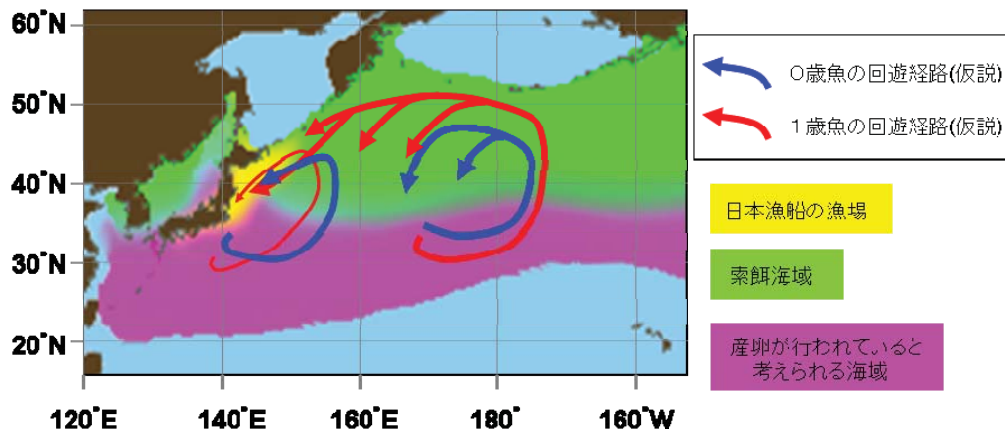 60°N
50°N
40°N
30°N
20°N
120°E
140°E
160°E
180°
160°W
0歳魚の回遊経路(仮説)
1歳魚の回遊経路(仮説)
日本漁船の漁場
索餌海域
産卵が行われていると
考えられる海域